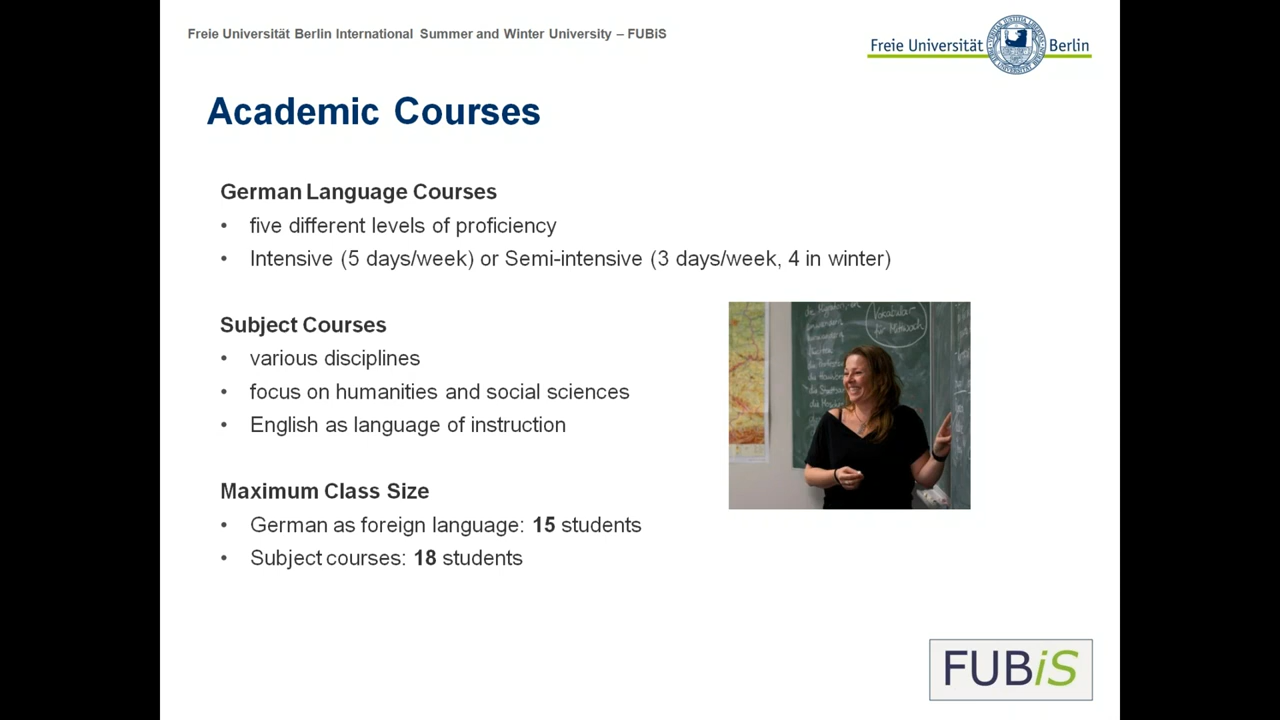 Freie Universität Berlin International Summer and Winter University – FUBiS
Freie Universität Berlin
Academic Courses
German Language Courses
• five different levels of proficiency
• Intensive (5 days/week) or Semi-intensive (3 days/week, 4 in winter)
Subject Courses
• various disciplines
• focus on humanities and social sciences
• English as language of instruction
Vokabular
für Mittwoch
Maximum Class Size
• German as foreign language: 15 students
• Subject courses: 18 students
FUBiS